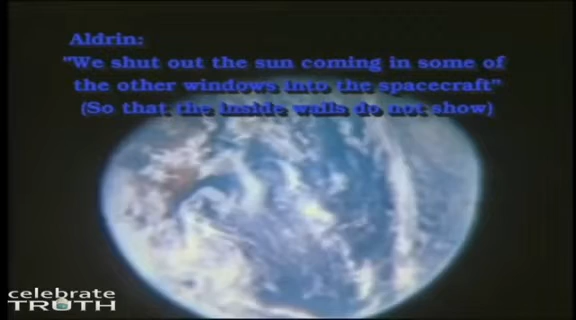 Aldrin:
"We shut out the sun coming in some of
the other windows into the spacecraft"
(So that the inside walls do not show)
celebrate
TRUTH